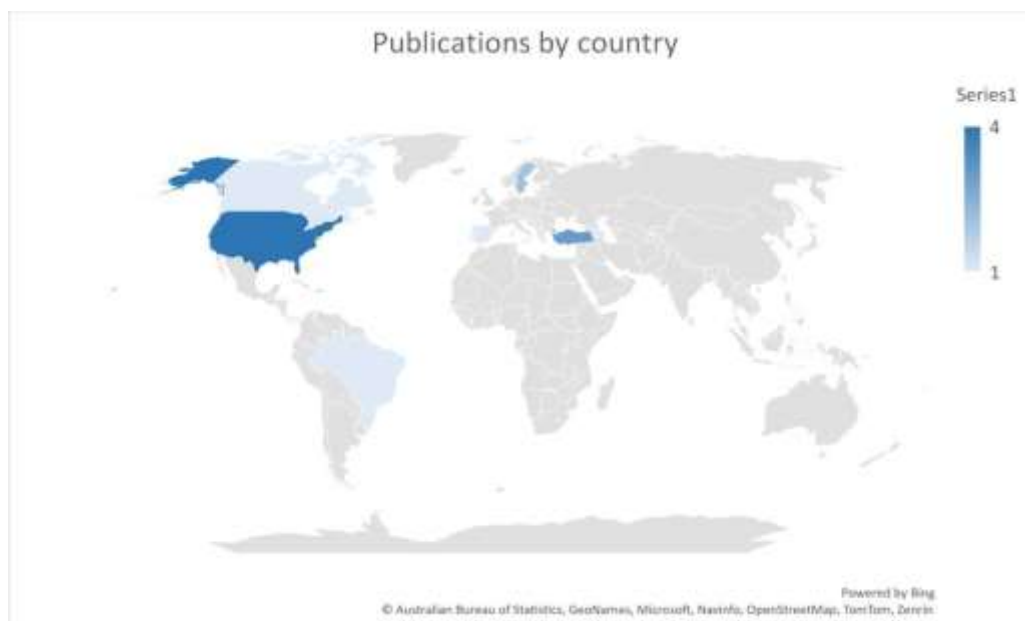 Publications by country
Series1
4
1
Powered by Bing
© Australian Bureau of Statistics, GeoNames, Microsoft, Navinfo, OpenStreetMap, TomTom, Zenrin